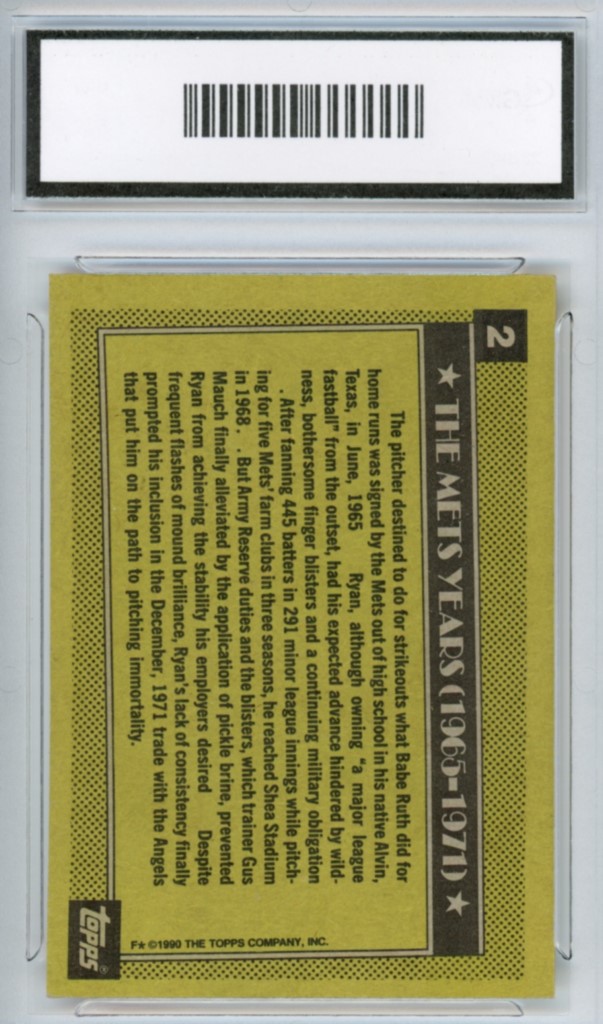 2
★ THE METS YEARS (1965-1971) ★
The pitcher destined to do for strikeouts what Babe Ruth did for
home runs was signed by the Mets out of high school in his native Alvin,
Texas, in June, 1965 Ryan, although owning "a major league
fastball" from the outset, had his expected advance hindered by wild-
ness, bothersome finger blisters and a continuing military obligation
. After fanning 445 batters in 291 minor league innings while pitch-
ing for five Mets' farm clubs in three seasons, he reached Shea Stadium
in 1968. . But Army Reserve duties and the blisters, which trainer Gus
Mauch finally alleviated by the application of pickle brine, prevented
Ryan from achieving the stability his employers desired Despite
frequent flashes of mound brilliance, Ryan's lack of consistency finally
prompted his inclusion in the December, 1971 trade with the Angels
that put him on the path to pitching immortality.
F★ ©1990 THE TOPPS COMPANY, INC.
topps®